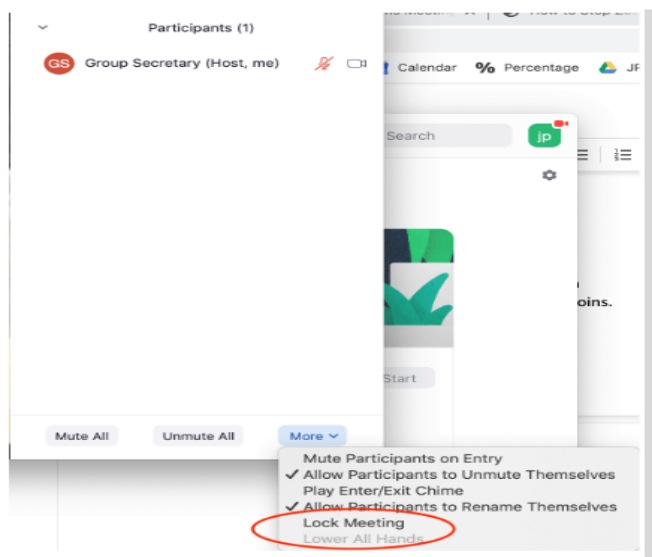 Participants (1)
GS Group Secretary (Host, me)
Calendar % Percentage
Search jp
oins.
Start
Mute All Unmute All More
Mute Participants on Entry
✓ Allow Participants to Unmute Themselves
Play Enter/Exit Chime
✓ Allow Participants to Rename Themselves
Lock Meeting
Lower All Hands